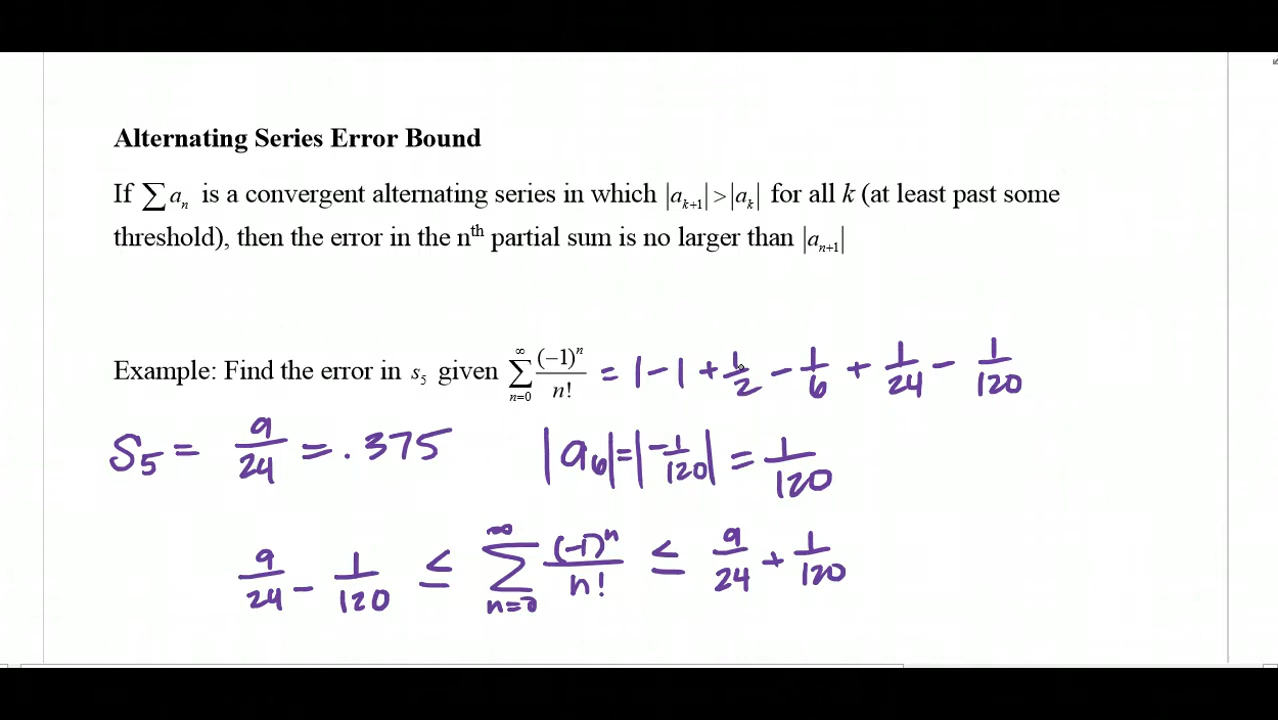 Alternating Series Error Bound
If ∑ aₙ is a convergent alternating series in which |aₖ₊₁| > |aₖ| for all k (at least past some
threshold), then the error in the nᵗʰ partial sum is no larger than |aₙ₊₁|
Example: Find the error in s₅ given ∑_{n=0}^{∞} (-1)ⁿ/n! = 1 - 1 + 1/2 - 1/6 + 1/24 - 1/120
S₅ = 9/24 = .375 |a₆| = |-1/120| = 1/120
9/24 - 1/120 ≤ ∑_{n=0}^{∞} (-1)ⁿ/n! ≤ 9/24 + 1/120